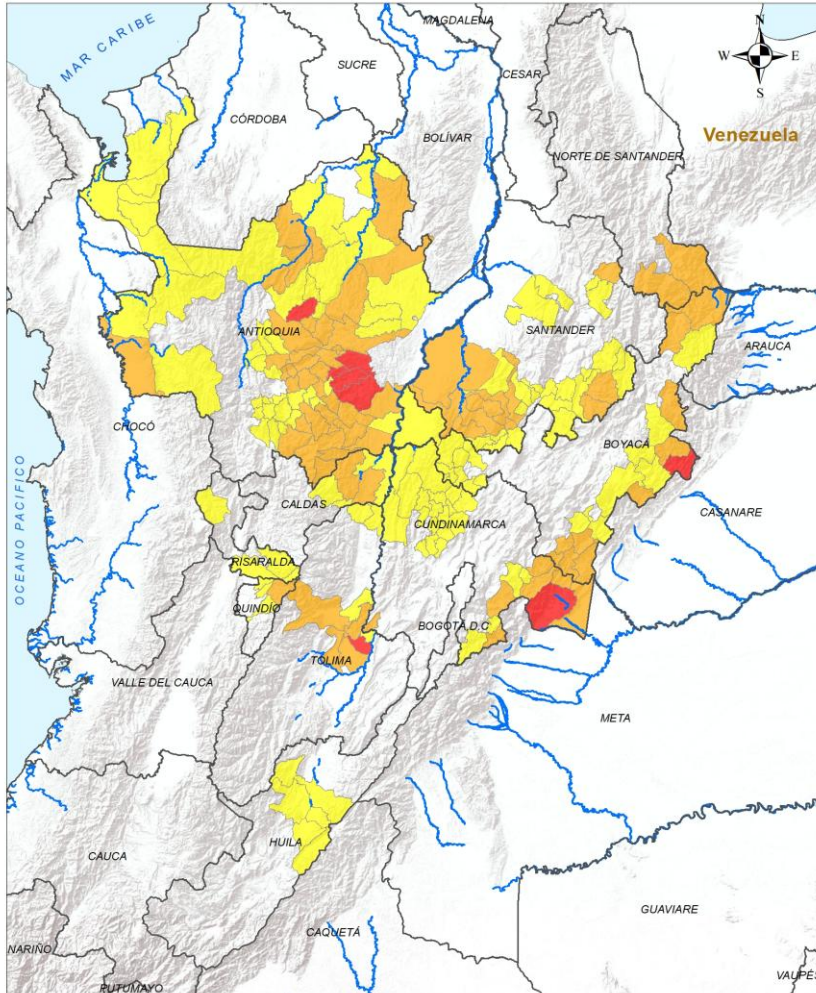 MAGDALENA
MAR CARIBE
SUCRE
CESAR
N
W E
S
CÓRDOBA
BOLÍVAR
Venezuela
NORTE DE SANTANDER
ANTIOQUIA
SANTANDER
ARAUCA
CHOCÓ
BOYACÁ
OCEANO PACIFICO
CALDAS
CASANARE
CUNDINAMARCA
RISARALDA
QUINDÍO
BOGOTÁ, D.C
TOLIMA
VALLE DEL CAUCA
META
HUILA
CAUCA
GUAVIARE
CAQUETÁ
NARIÑO
PUTUMAYO
VAUPÉS